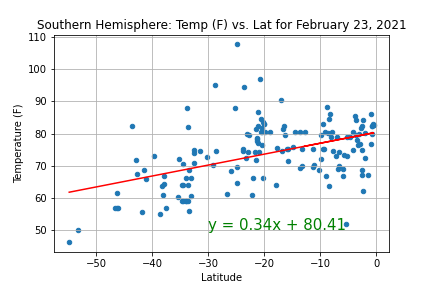 Southern Hemisphere: Temp (F) vs. Lat for February 23, 2021
110
100
90
80
70
60
50
Temperature (F)
y = 0.34x + 80.41
−50 −40 −30 −20 −10 0
Latitude